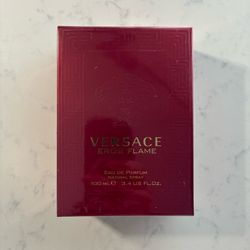 VERSACE
EROS FLAME
EAU DE PARFUM
NATURAL SPRAY
100 ml ℮ 3.4 US FL.OZ.